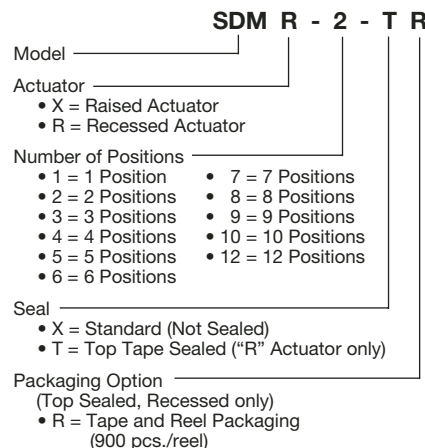 SDM R - 2 - T R
Model
Actuator
• X = Raised Actuator
• R = Recessed Actuator
Number of Positions
• 1 = 1 Position • 7 = 7 Positions
• 2 = 2 Positions • 8 = 8 Positions
• 3 = 3 Positions • 9 = 9 Positions
• 4 = 4 Positions • 10 = 10 Positions
• 5 = 5 Positions • 12 = 12 Positions
• 6 = 6 Positions
Seal
• X = Standard (Not Sealed)
• T = Top Tape Sealed (“R” Actuator only)
Packaging Option
(Top Sealed, Recessed only)
• R = Tape and Reel Packaging
(900 pcs./reel)